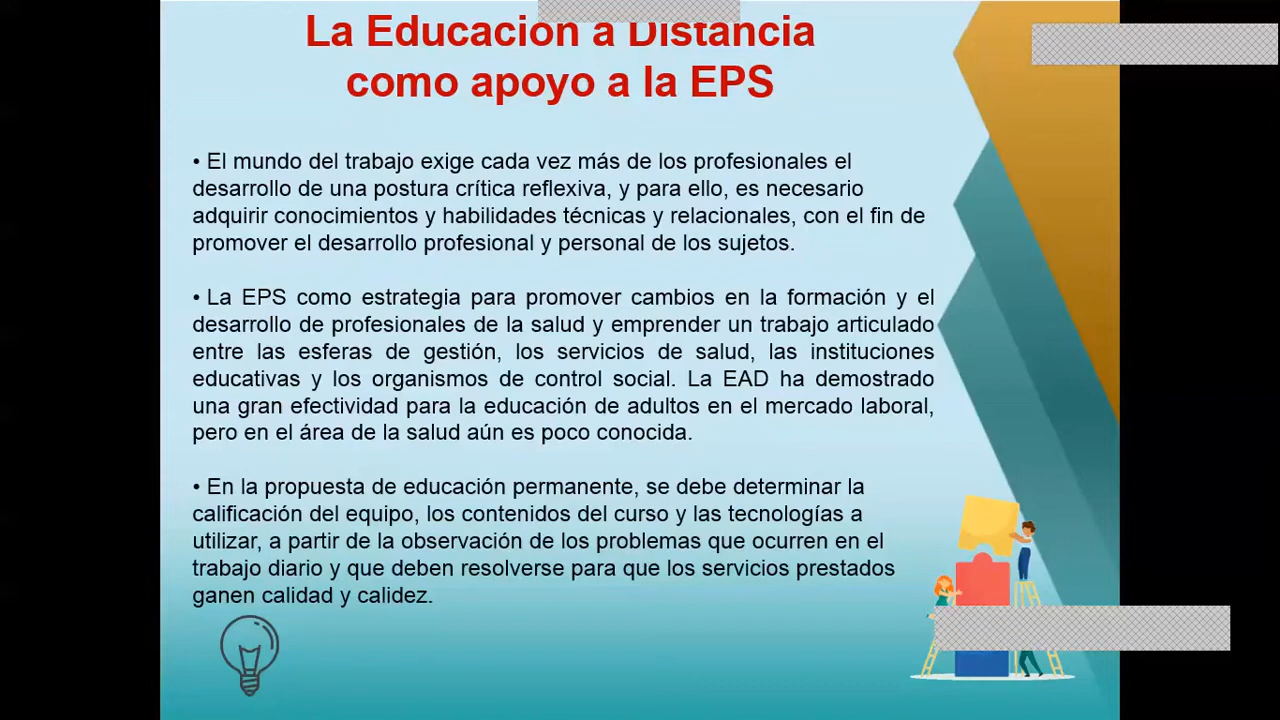 La Educación a Distancia
como apoyo a la EPS
• El mundo del trabajo exige cada vez más de los profesionales el
desarrollo de una postura crítica reflexiva, y para ello, es necesario
adquirir conocimientos y habilidades técnicas y relacionales, con el fin de
promover el desarrollo profesional y personal de los sujetos.
• La EPS como estrategia para promover cambios en la formación y el
desarrollo de profesionales de la salud y emprender un trabajo articulado
entre las esferas de gestión, los servicios de salud, las instituciones
educativas y los organismos de control social. La EAD ha demostrado
una gran efectividad para la educación de adultos en el mercado laboral,
pero en el área de la salud aún es poco conocida.
• En la propuesta de educación permanente, se debe determinar la
calificación del equipo, los contenidos del curso y las tecnologías a
utilizar, a partir de la observación de los problemas que ocurren en el
trabajo diario y que deben resolverse para que los servicios prestados
ganen calidad y calidez.